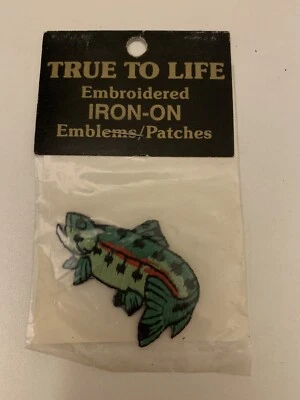 TRUE TO LIFE
Embroidered
IRON-ON
Emblems/Patches